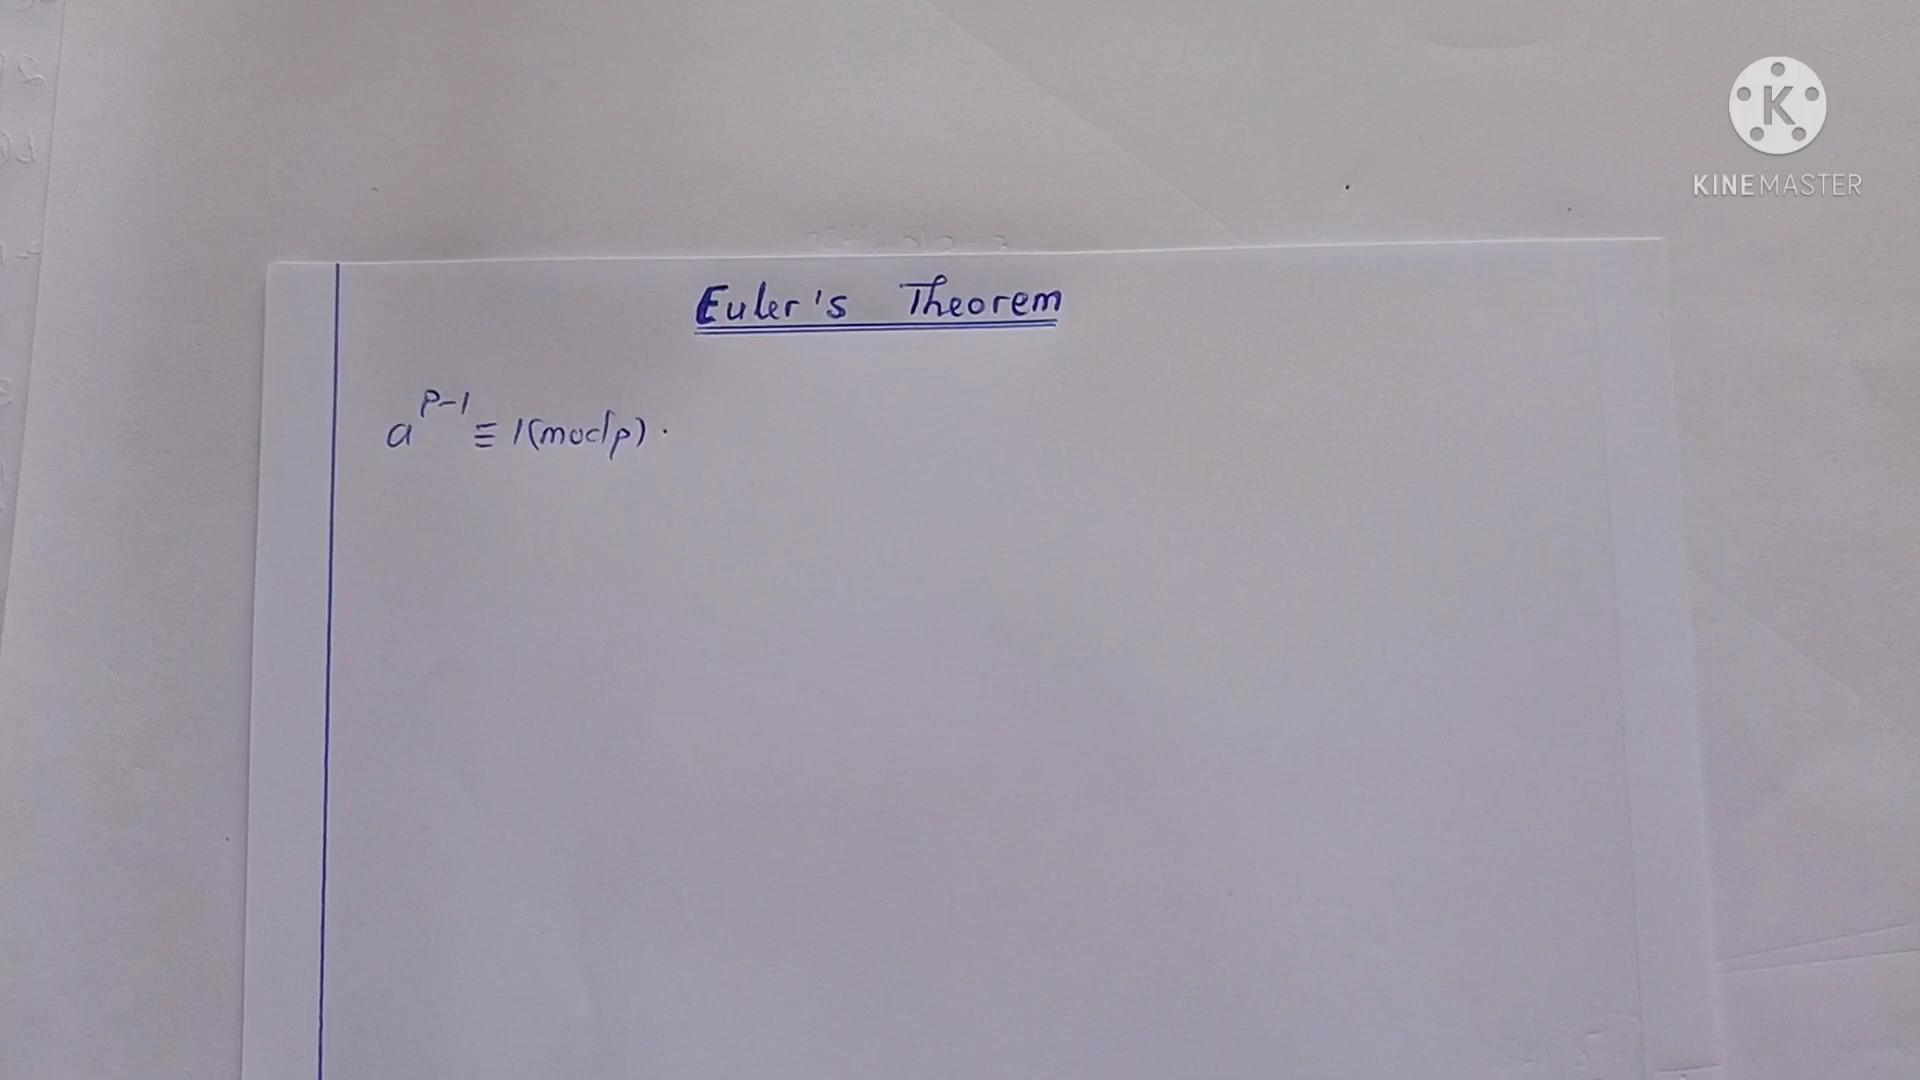 K
KINEMASTER
Euler's Theorem
a^{p-1} ≡ 1(mod p).